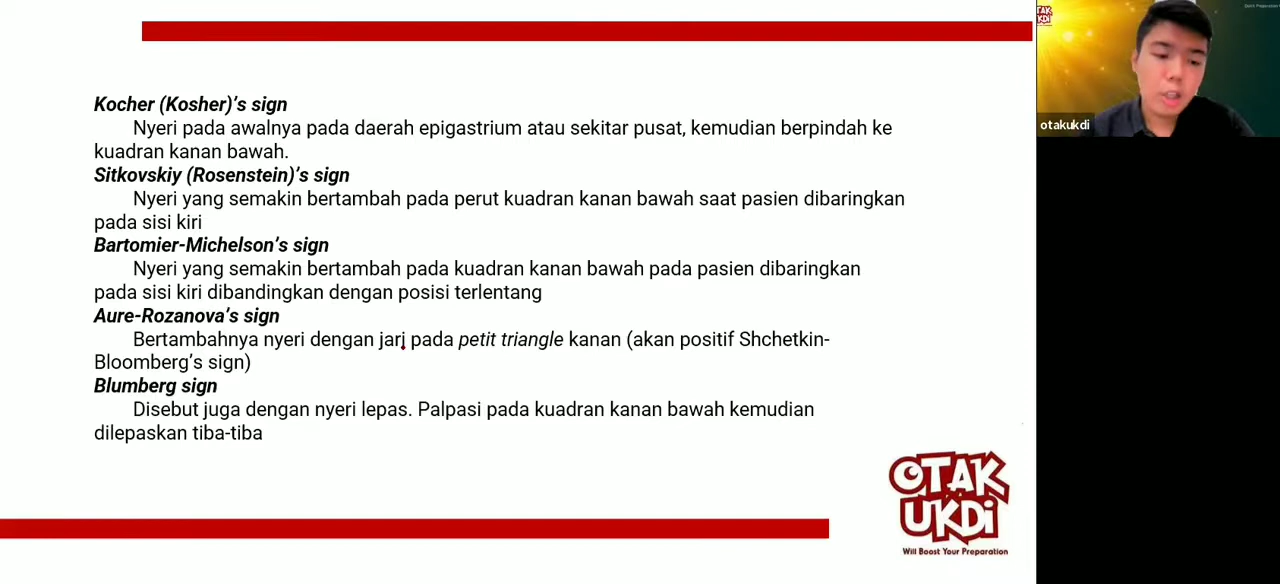 Kocher (Kosher)'s sign
Nyeri pada awalnya pada daerah epigastrium atau sekitar pusat, kemudian berpindah ke
kuadran kanan bawah.
Sitkovskiy (Rosenstein)'s sign
Nyeri yang semakin bertambah pada perut kuadran kanan bawah saat pasien dibaringkan
pada sisi kiri
Bartomier-Michelson's sign
Nyeri yang semakin bertambah pada kuadran kanan bawah pada pasien dibaringkan
pada sisi kiri dibandingkan dengan posisi terlentang
Aure-Rozanova's sign
Bertambahnya nyeri dengan jari pada petit triangle kanan (akan positif Shchetkin-
Bloomberg's sign)
Blumberg sign
Disebut juga dengan nyeri lepas. Palpasi pada kuadran kanan bawah kemudian
dilepaskan tiba-tiba
OTAK
UKDi
Will Boost Your Preparation
otakukdi